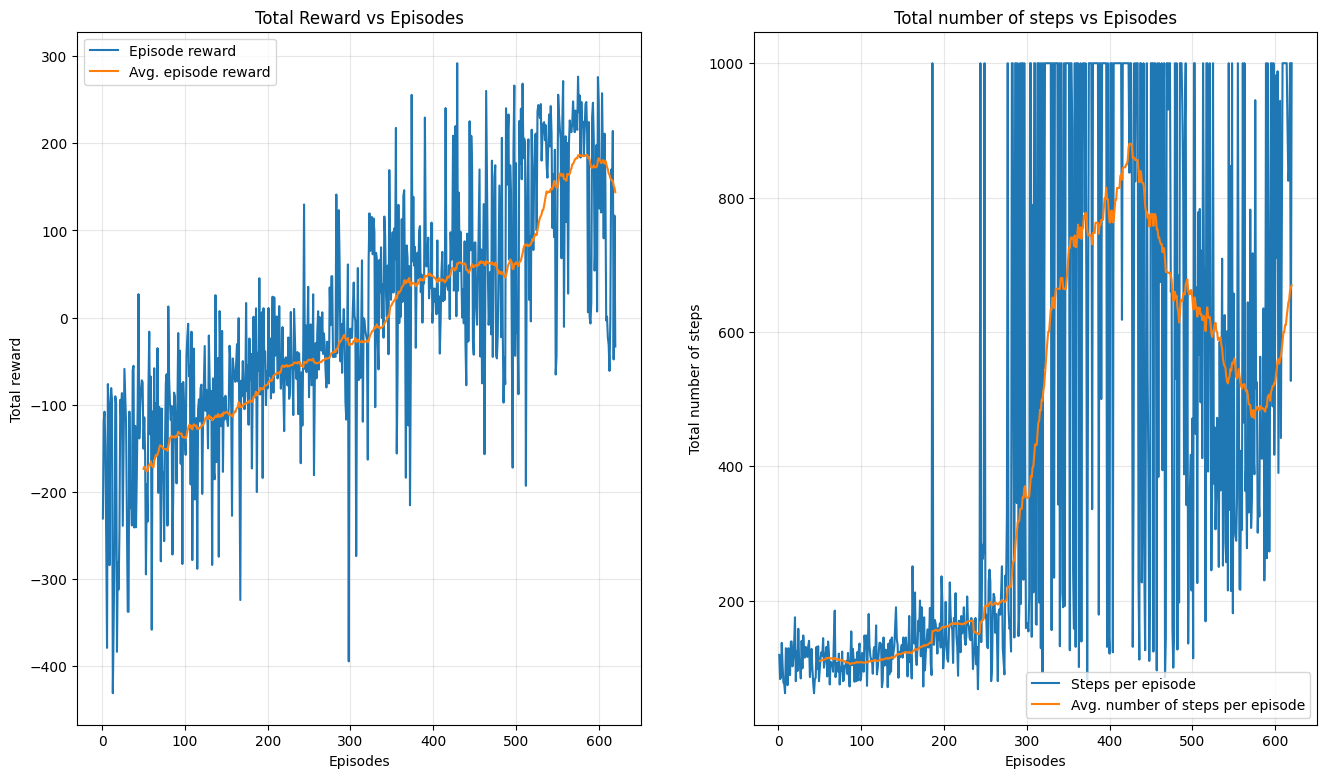 Total Reward vs Episodes
300
200
100
0
−100
−200
−300
−400
Total reward
Episode reward
Avg. episode reward
0 100 200 300 400 500 600
Episodes
Total number of steps vs Episodes
1000
800
600
400
200
Total number of steps
Steps per episode
Avg. number of steps per episode
0 100 200 300 400 500 600
Episodes